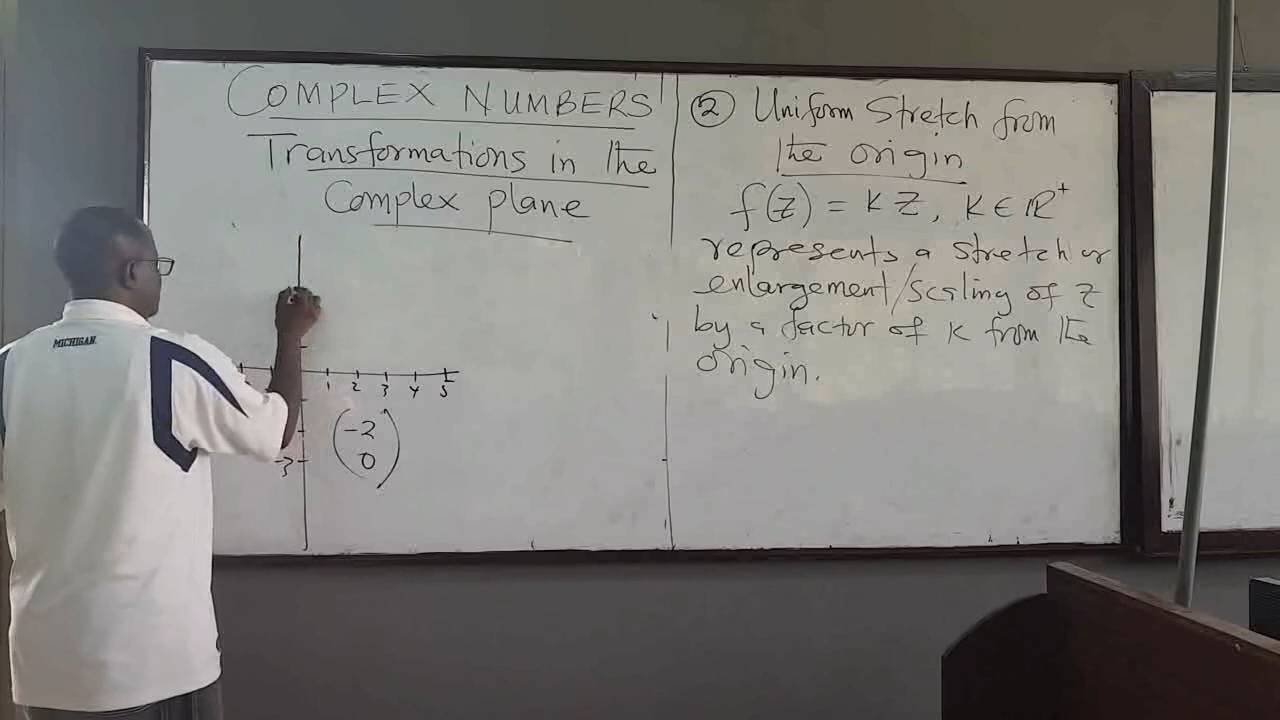 COMPLEX NUMBERS
Transformations in the
Complex plane
1 2 3 4 5
-2
0
-3
② Uniform Stretch from
the origin
f(z) = KZ, K ∈ ℝ⁺
represents a stretch or
enlargement/scaling of z
by a factor of K from the
origin.
MICHIGAN